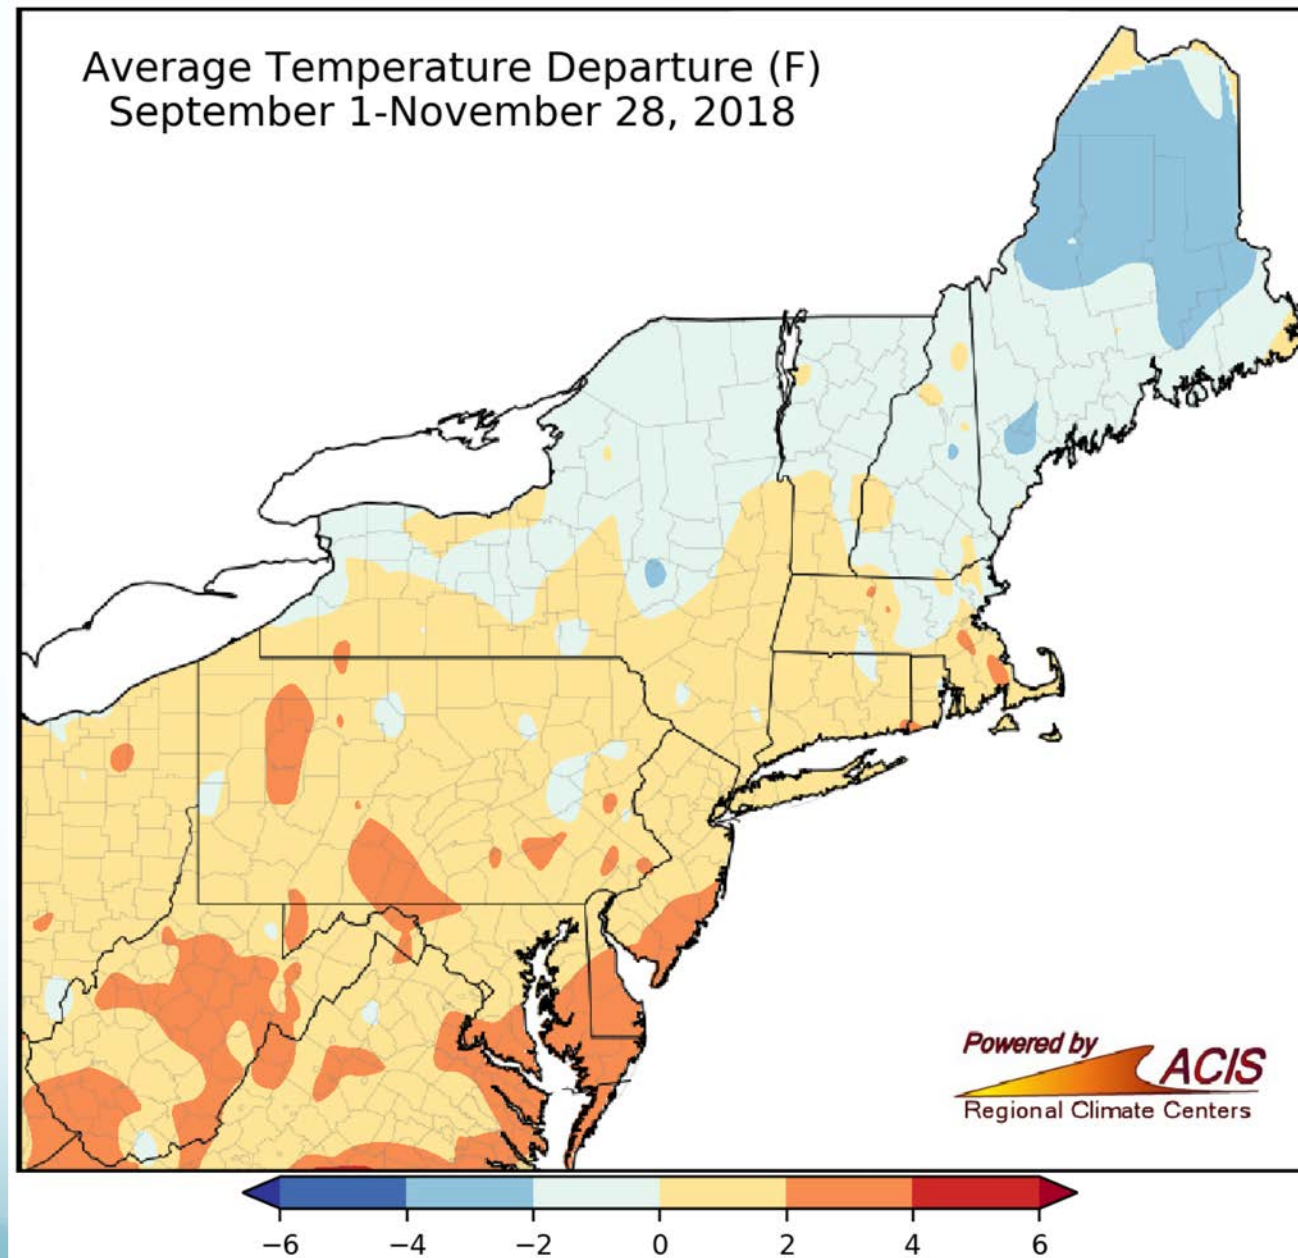 Average Temperature Departure (F)
September 1-November 28, 2018
Powered by
ACIS
Regional Climate Centers
−6 −4 −2 0 2 4 6